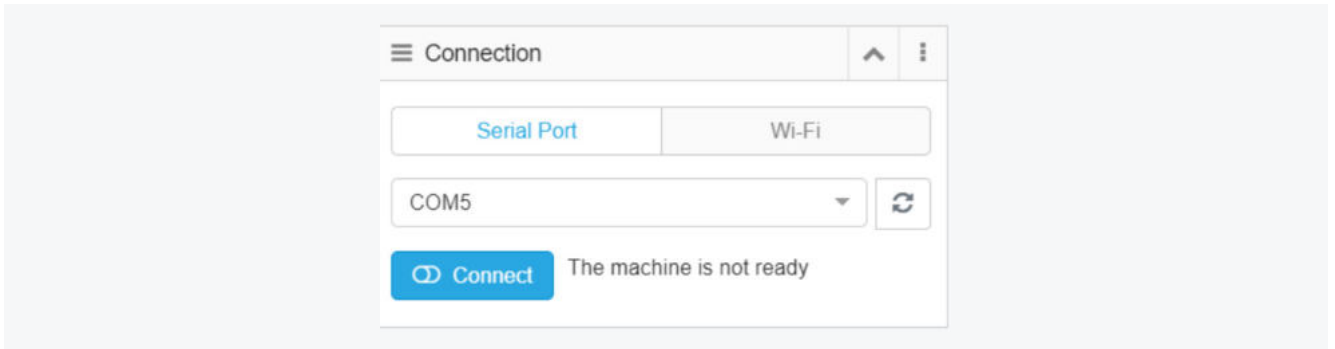 Connection
Serial Port
Wi-Fi
COM5
Connect
The machine is not ready